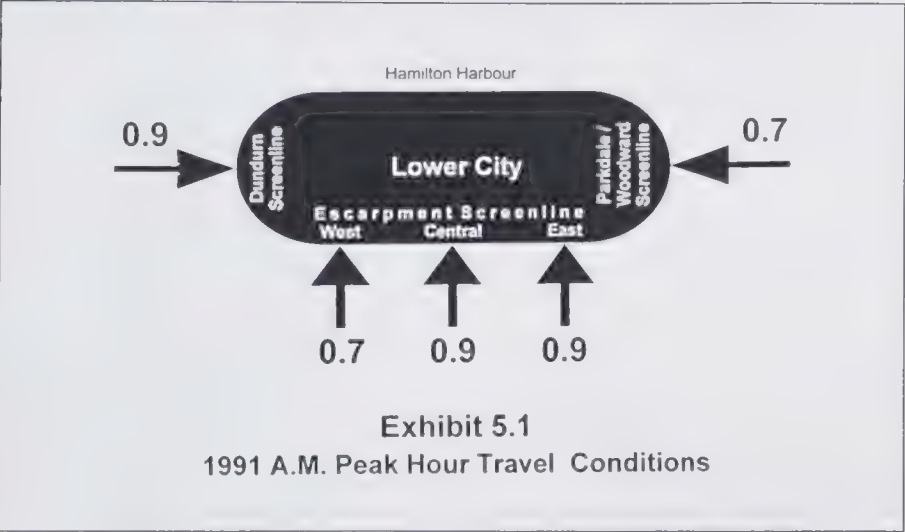 Hamilton Harbour
0.9
0.7
Dundurn
Screenline
Lower City
Parkdale /
Woodward
Screenline
Escarpment Screenline
West Central East
0.7 0.9 0.9
Exhibit 5.1
1991 A.M. Peak Hour Travel Conditions